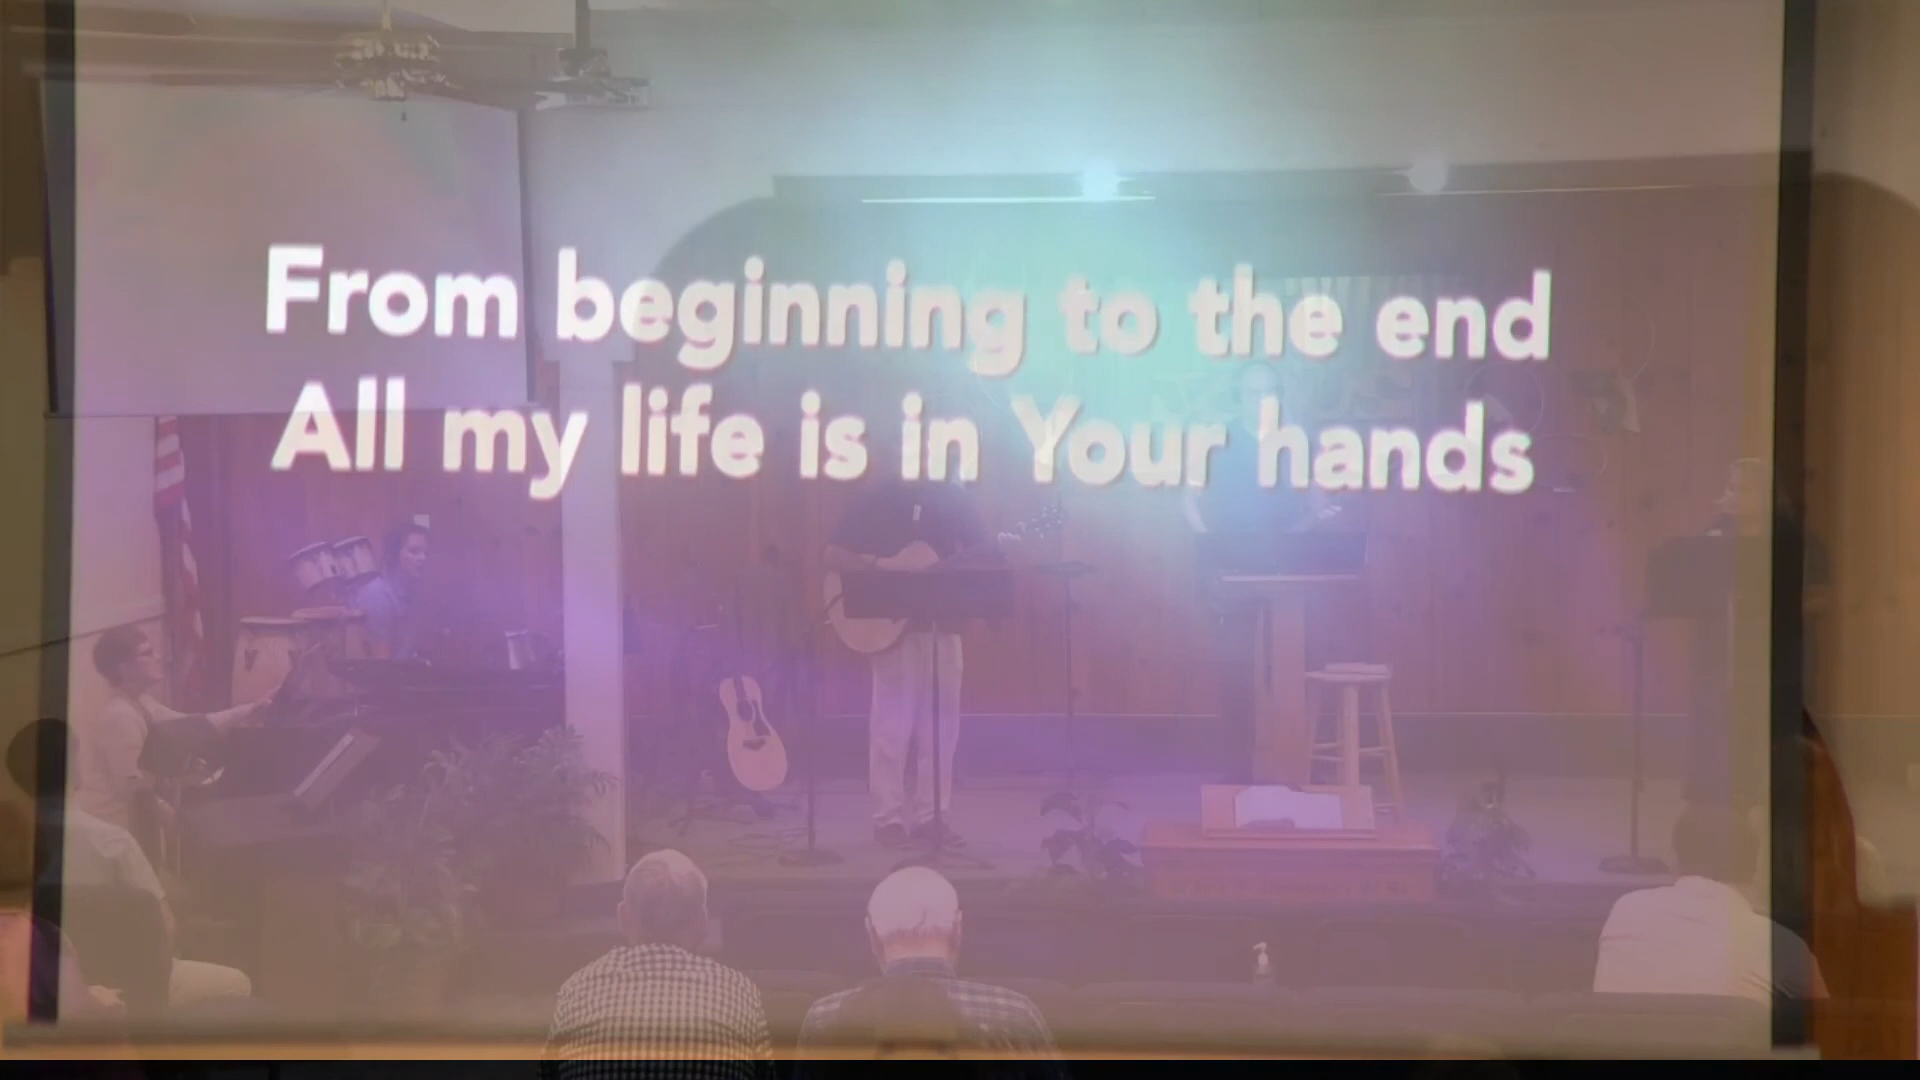 From beginning to the end
All my life is in Your hands